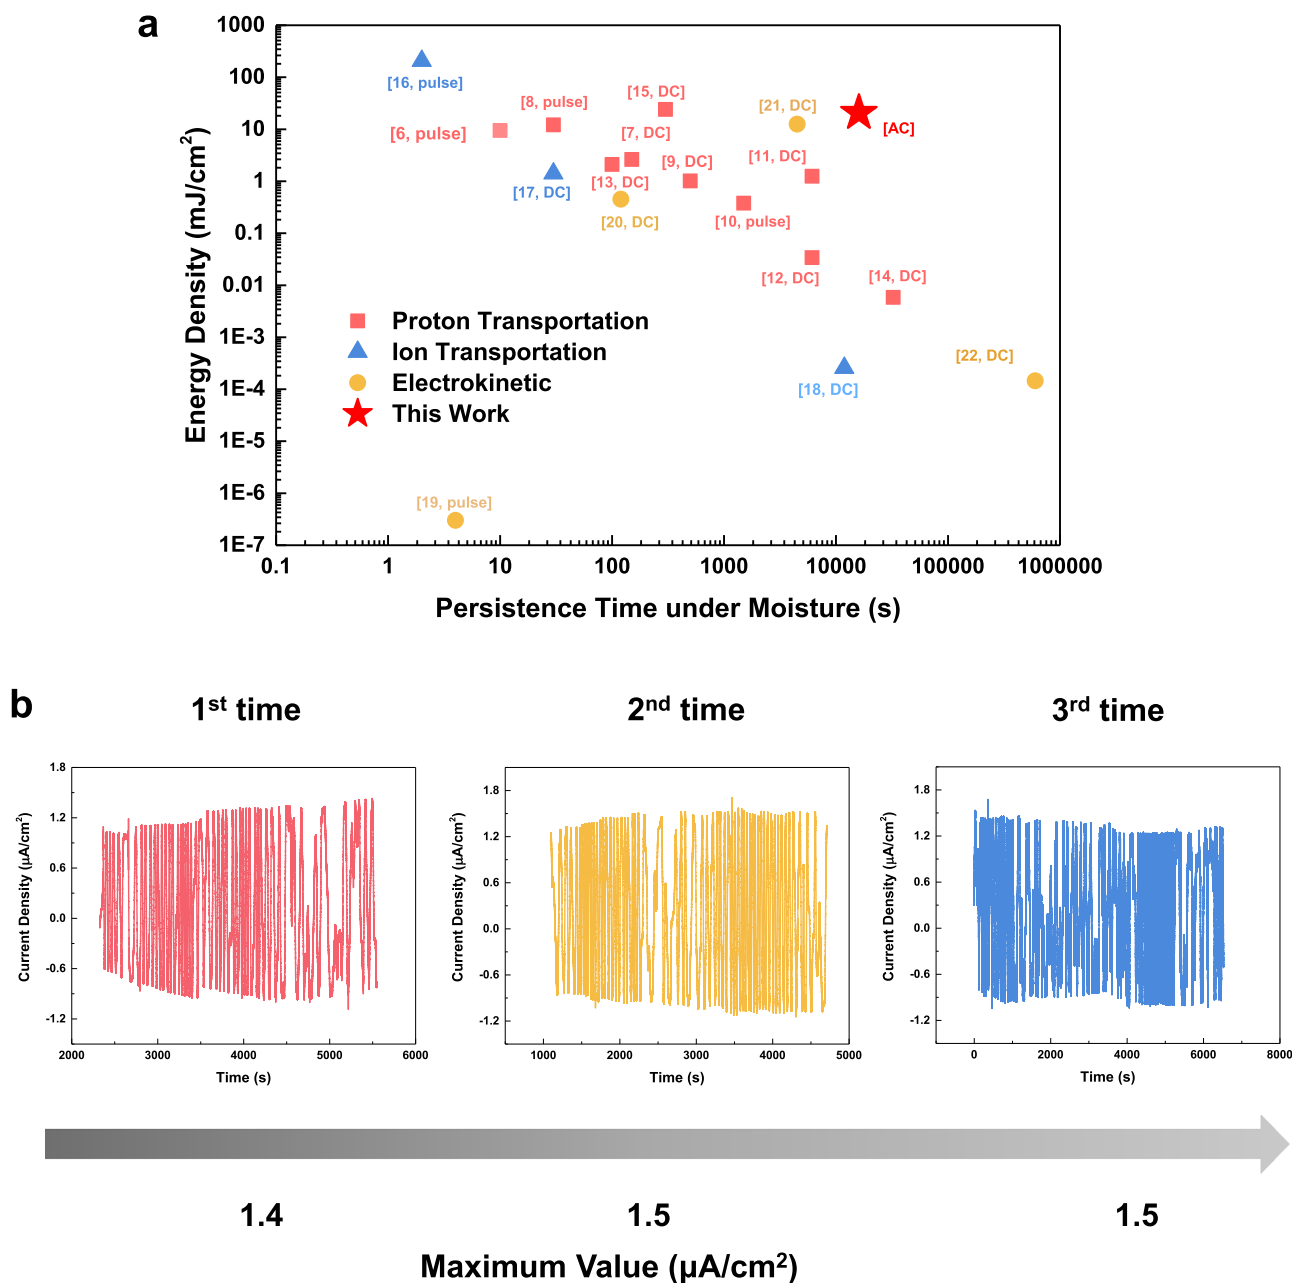 a
1000
100
10
1
0.1
0.01
1E-3
1E-4
1E-5
1E-6
1E-7
Energy Density (mJ/cm²)
[16, pulse]
[8, pulse]
[6, pulse]
[15, DC]
[7, DC]
[21, DC]
[AC]
[17, DC]
[13, DC]
[9, DC]
[11, DC]
[20, DC]
[10, pulse]
[12, DC]
[14, DC]
[22, DC]
[18, DC]
[19, pulse]
Proton Transportation
Ion Transportation
Electrokinetic
This Work
0.1 1 10 100 1000 10000 100000 1000000
Persistence Time under Moisture (s)
b
1st time 2nd time 3rd time
1.8
1.2
0.6
0.0
-0.6
-1.2
Current Density (μA/cm²)
2000 3000 4000 5000 6000
Time (s)
1.8
1.2
0.6
0.0
-0.6
-1.2
Current Density (μA/cm²)
1000 2000 3000 4000 5000
Time (s)
1.8
1.2
0.6
0.0
-0.6
-1.2
Current Density (μA/cm²)
0 2000 4000 6000 8000
Time (s)
1.4 1.5 1.5
Maximum Value (μA/cm²)